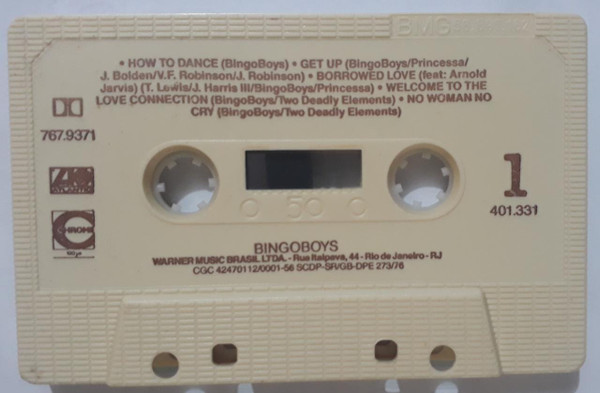 BMG
• HOW TO DANCE (BingoBoys) • GET UP (BingoBoys/Princessa/
J. Bolden/V.F. Robinson/J. Robinson) • BORROWED LOVE (feat: Arnold
Jarvis) (T. Lewis/J. Harris III/BingoBoys/Princessa) • WELCOME TO THE
LOVE CONNECTION (BingoBoys/Two Deadly Elements) • NO WOMAN NO
CRY (BingoBoys/Two Deadly Elements)
767.9371
ATLANTIC
CHROME
50
1
401.331
BINGOBOYS
WARNER MUSIC BRASIL LTDA. - Rua Itaipava, 44 - Rio de Janeiro - RJ
CGC 42470112/0001-56 SCDP-SR/GB-DPE 273/76